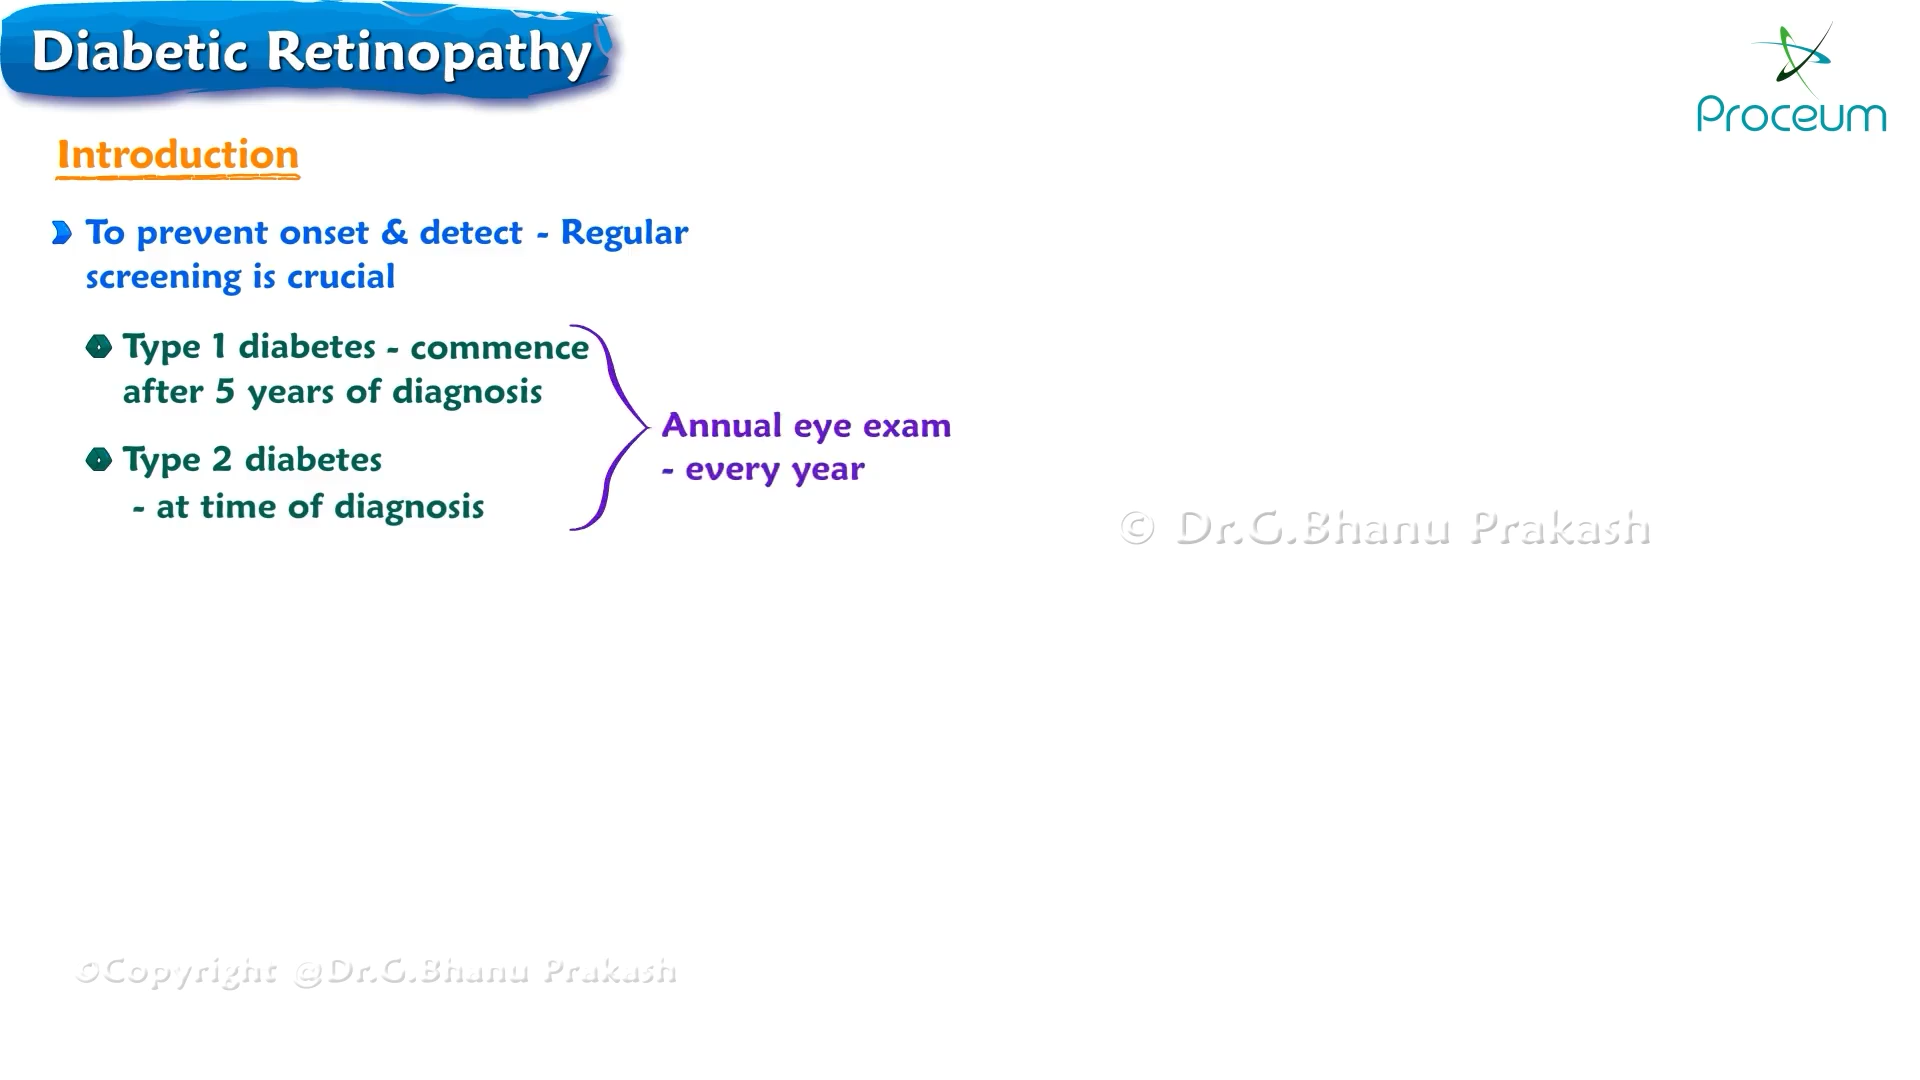 Diabetic Retinopathy
Proceum
Introduction
To prevent onset & detect - Regular
screening is crucial
Type 1 diabetes - commence
after 5 years of diagnosis
Type 2 diabetes
- at time of diagnosis
Annual eye exam
- every year
© Dr.G.Bhanu Prakash
©Copyright @Dr.G.Bhanu Prakash